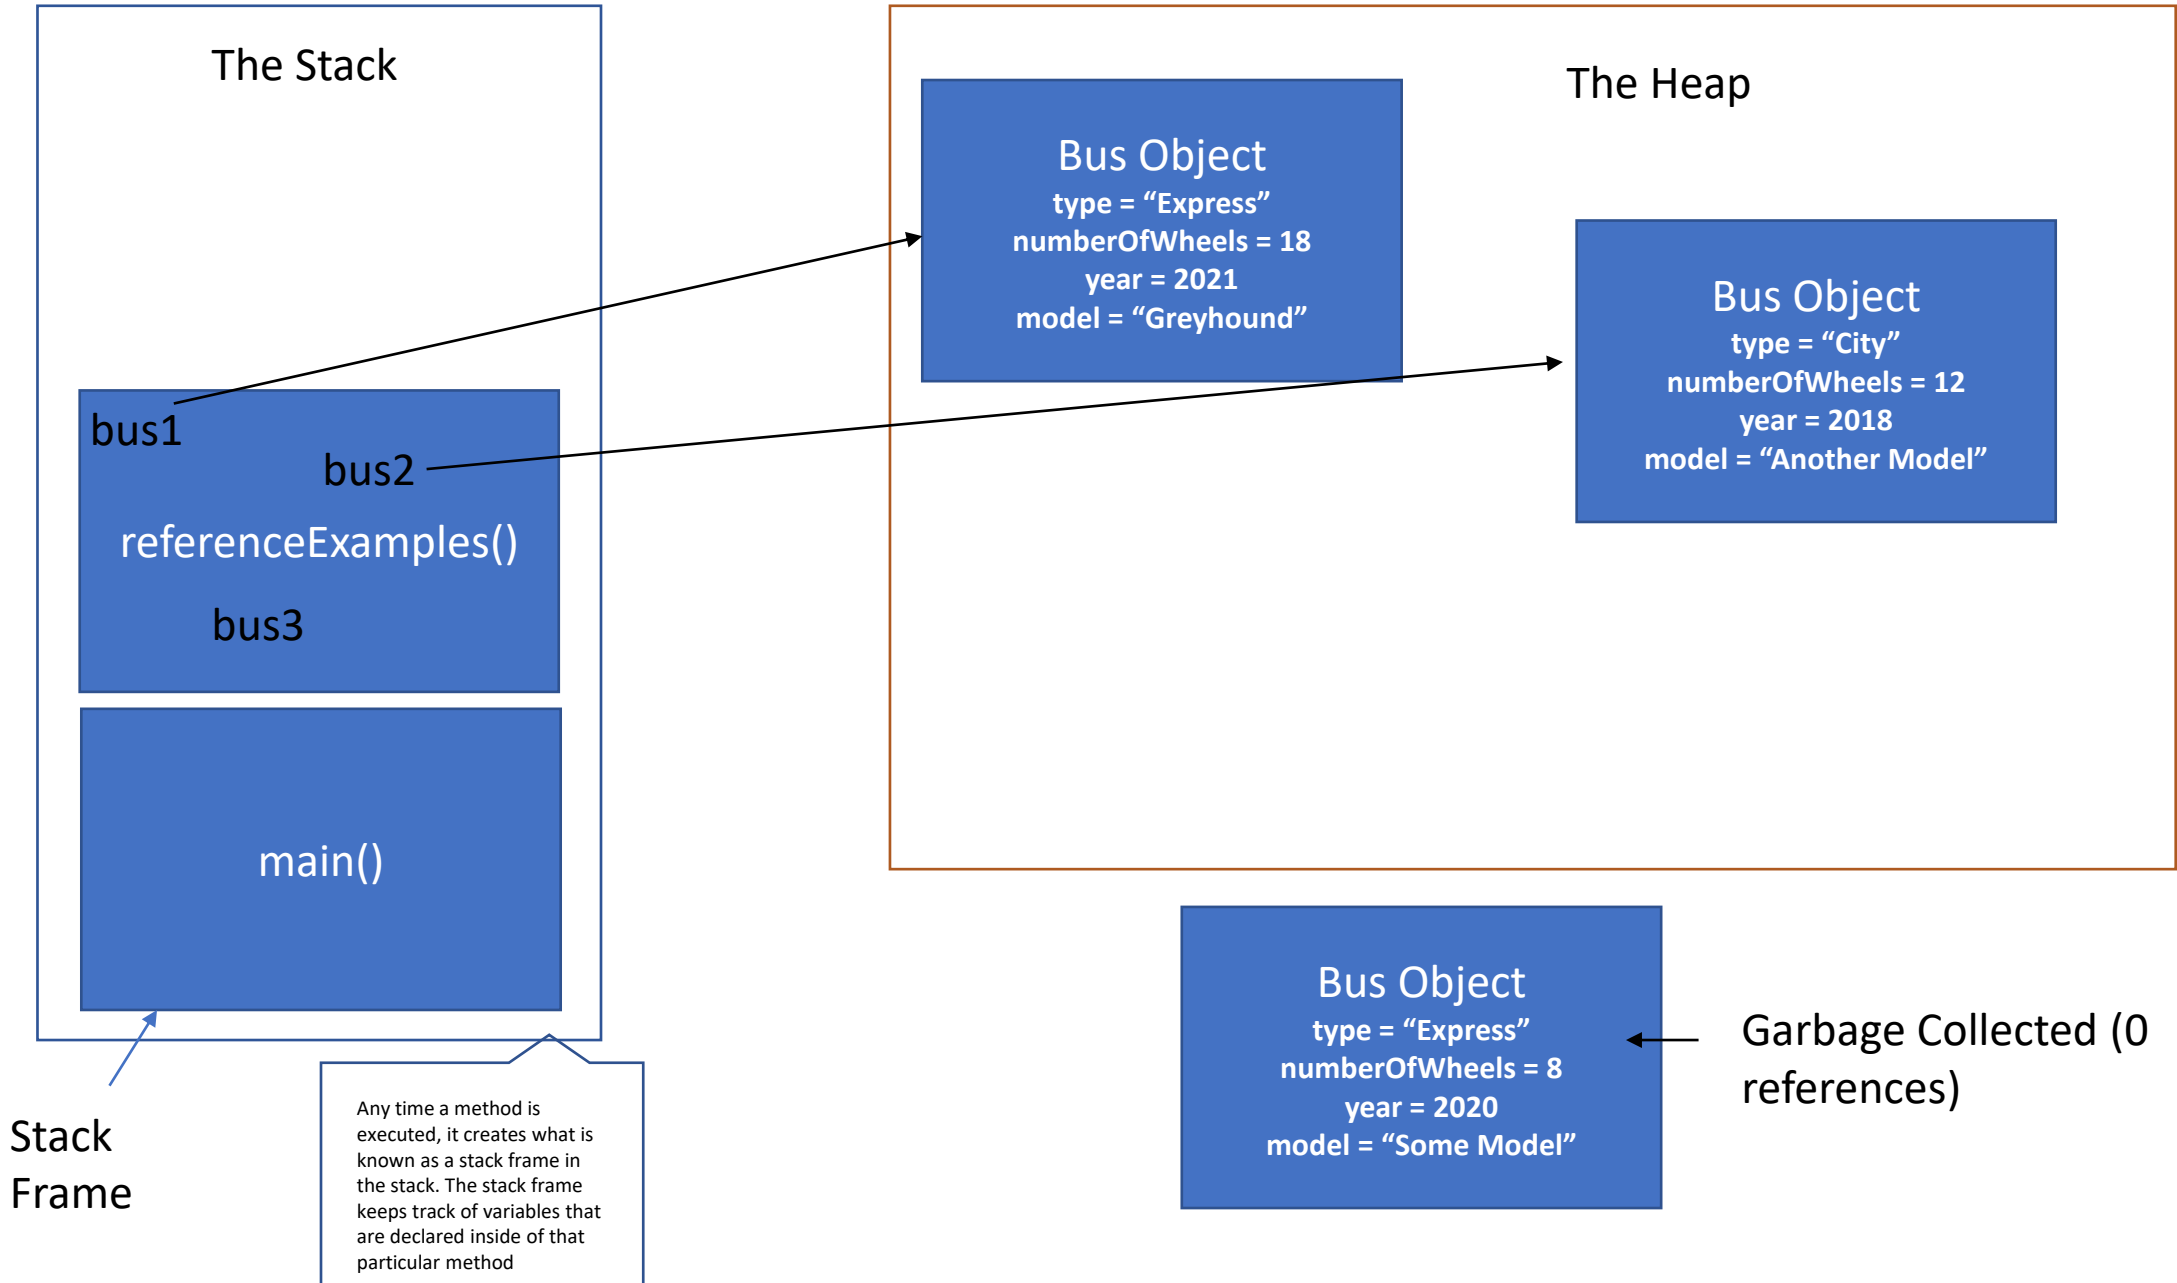 The Stack
bus1
bus2
referenceExamples()
bus3
main()
Stack
Frame
Any time a method is
executed, it creates what is
known as a stack frame in
the stack. The stack frame
keeps track of variables that
are declared inside of that
particular method
The Heap
Bus Object
type = “Express”
numberOfWheels = 18
year = 2021
model = “Greyhound”
Bus Object
type = “City”
numberOfWheels = 12
year = 2018
model = “Another Model”
Bus Object
type = “Express”
numberOfWheels = 8
year = 2020
model = “Some Model”
Garbage Collected (0
references)